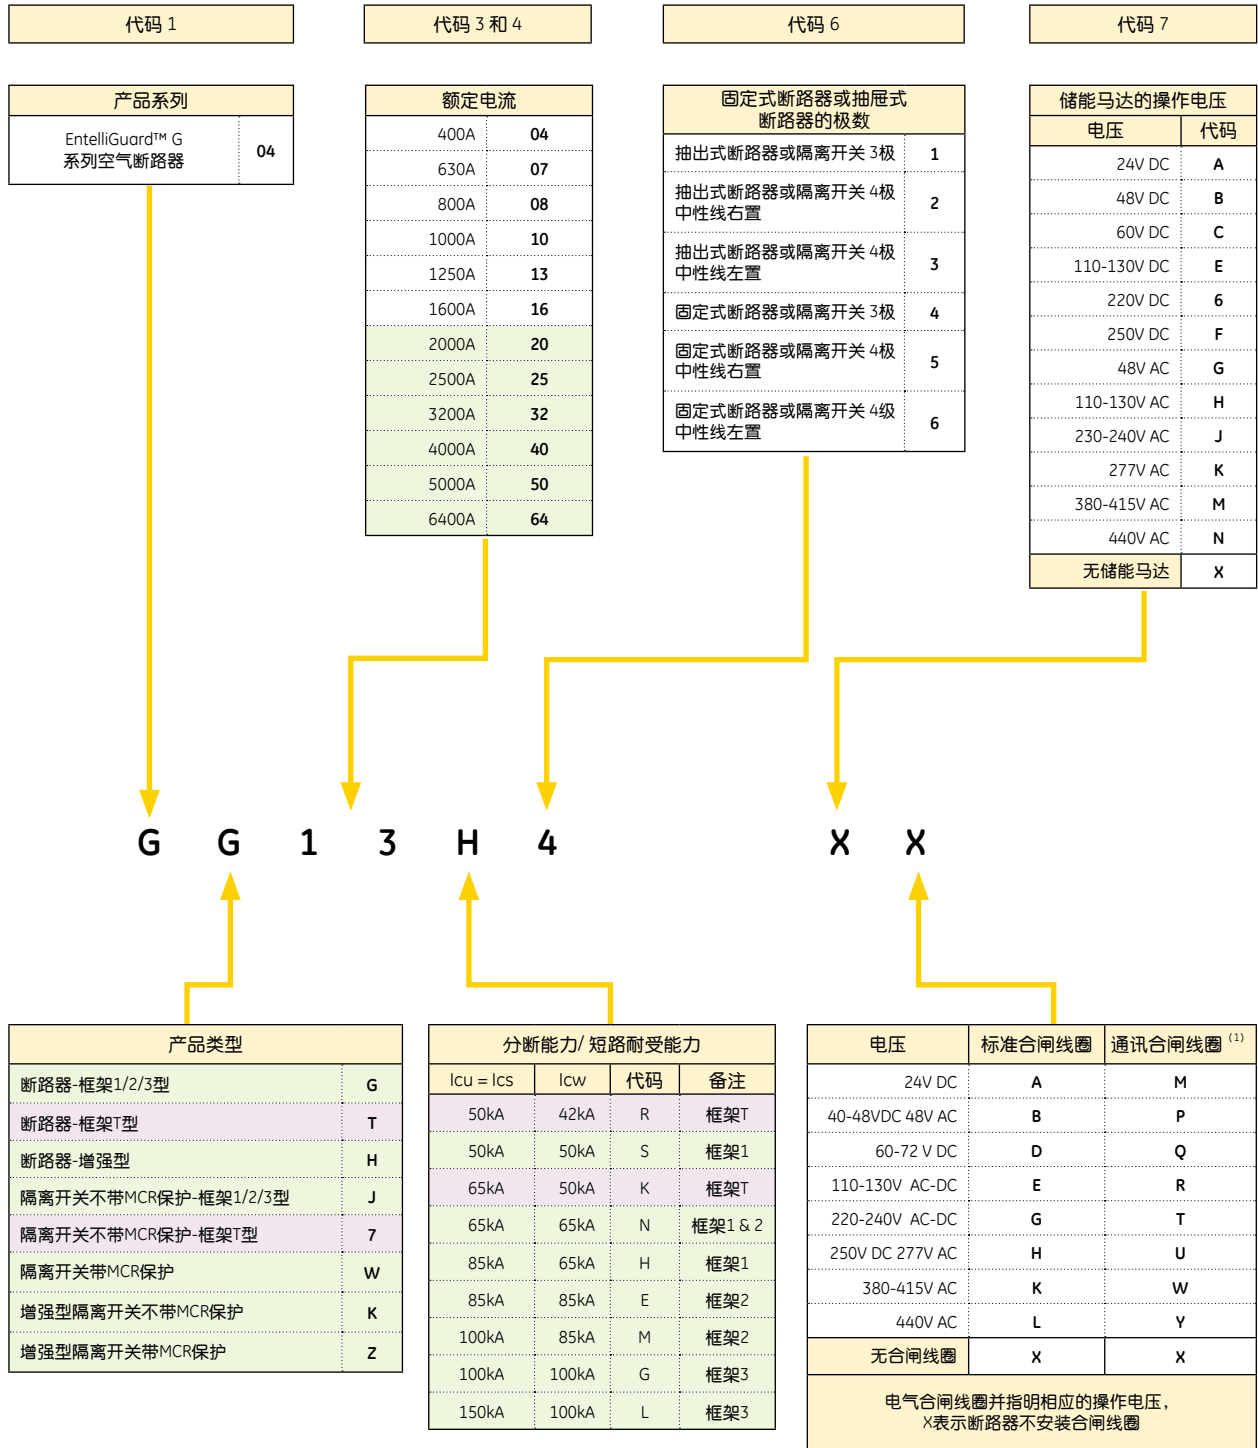 代码 1
代码 3 和 4
代码 6
代码 7
产品系列
EntelliGuard™ G
系列空气断路器
04
额定电流
400A 04
630A 07
800A 08
1000A 10
1250A 13
1600A 16
2000A 20
2500A 25
3200A 32
4000A 40
5000A 50
6400A 64
固定式断路器或抽屉式
断路器的极数
抽出式断路器或隔离开关 3极 1
抽出式断路器或隔离开关 4极
中性线右置
2
抽出式断路器或隔离开关 4极
中性线左置
3
固定式断路器或隔离开关 3极 4
固定式断路器或隔离开关 4极
中性线右置
5
固定式断路器或隔离开关 4级
中性线左置
6
储能马达的操作电压
电压 代码
24V DC A
48V DC B
60V DC C
110-130V DC E
220V DC 6
250V DC F
48V AC G
110-130V AC H
230-240V AC J
277V AC K
380-415V AC M
440V AC N
无储能马达 X
G G 1 3 H 4 X X
产品类型
断路器-框架1/2/3型 G
断路器-框架T型 T
断路器-增强型 H
隔离开关不带MCR保护-框架1/2/3型 J
隔离开关不带MCR保护-框架T型 7
隔离开关带MCR保护 W
增强型隔离开关不带MCR保护 K
增强型隔离开关带MCR保护 Z
分断能力/ 短路耐受能力
Icu = Ics Icw 代码 备注
50kA 42kA R 框架T
50kA 50kA S 框架1
65kA 50kA K 框架T
65kA 65kA N 框架1 & 2
85kA 65kA H 框架1
85kA 85kA E 框架2
100kA 85kA M 框架2
100kA 100kA G 框架3
150kA 100kA L 框架3
电压 标准合闸线圈 通讯合闸线圈 (1)
24V DC A M
40-48VDC 48V AC B P
60-72 V DC D Q
110-130V AC-DC E R
220-240V AC-DC G T
250V DC 277V AC H U
380-415V AC K W
440V AC L Y
无合闸线圈 X X
电气合闸线圈并指明相应的操作电压，
X表示断路器不安装合闸线圈